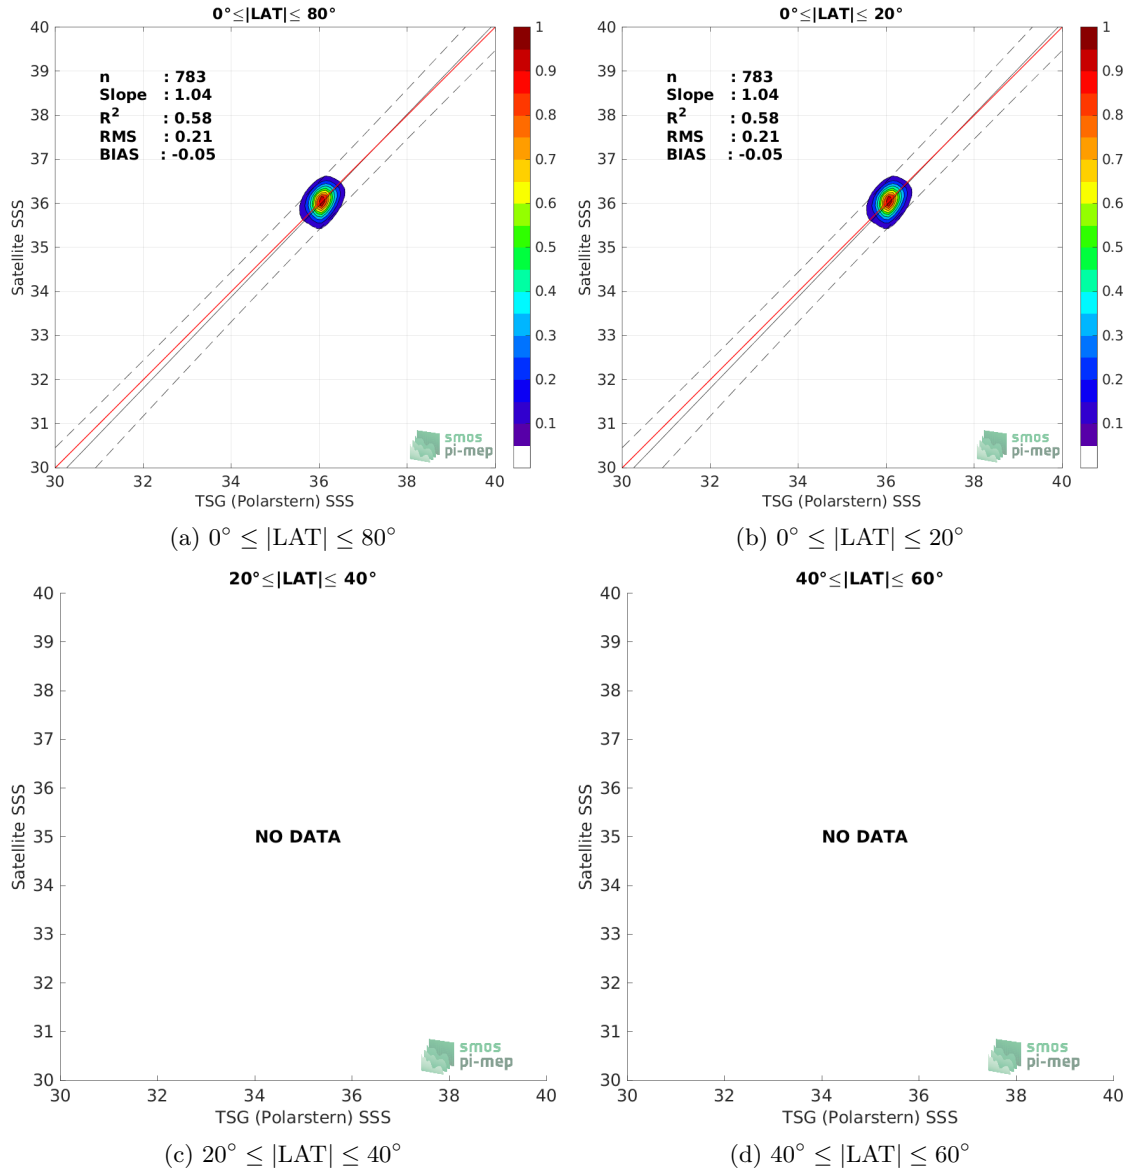 0°≤|LAT|≤ 80°
40
39
38
37
36
35
34
33
32
31
30
Satellite SSS
n : 783
Slope : 1.04
R² : 0.58
RMS : 0.21
BIAS : -0.05
smos
pi-mep
30 32 34 36 38 40
TSG (Polarstern) SSS
1
0.9
0.8
0.7
0.6
0.5
0.4
0.3
0.2
0.1
(a) 0° ≤ |LAT| ≤ 80°
0°≤|LAT|≤ 20°
40
39
38
37
36
35
34
33
32
31
30
Satellite SSS
n : 783
Slope : 1.04
R² : 0.58
RMS : 0.21
BIAS : -0.05
smos
pi-mep
30 32 34 36 38 40
TSG (Polarstern) SSS
1
0.9
0.8
0.7
0.6
0.5
0.4
0.3
0.2
0.1
(b) 0° ≤ |LAT| ≤ 20°
20°≤|LAT|≤ 40°
40
39
38
37
36
35
34
33
32
31
30
Satellite SSS
NO DATA
smos
pi-mep
30 32 34 36 38 40
TSG (Polarstern) SSS
(c) 20° ≤ |LAT| ≤ 40°
40°≤|LAT|≤ 60°
40
39
38
37
36
35
34
33
32
31
30
Satellite SSS
NO DATA
smos
pi-mep
30 32 34 36 38 40
TSG (Polarstern) SSS
(d) 40° ≤ |LAT| ≤ 60°